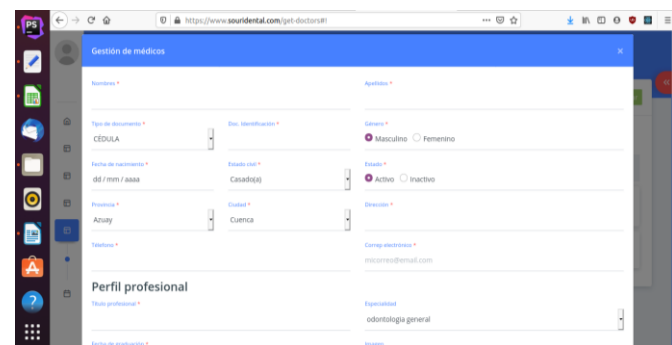 https://www.souridental.com/get-doctors#!
Gestión de médicos
Nombres *
Apellidos *
Tipo de documento *
Doc. Identificación *
Género *
CÉDULA
Masculino
Femenino
Fecha de nacimiento *
Estado civil *
Estado *
dd / mm / aaaa
Casado(a)
Activo
Inactivo
Provincia *
Ciudad *
Dirección *
Azuay
Cuenca
Teléfono *
Correo electrónico *
micorreo@email.com
Perfil profesional
Título profesional *
Especialidad
odontologia general
Fecha de graduación *